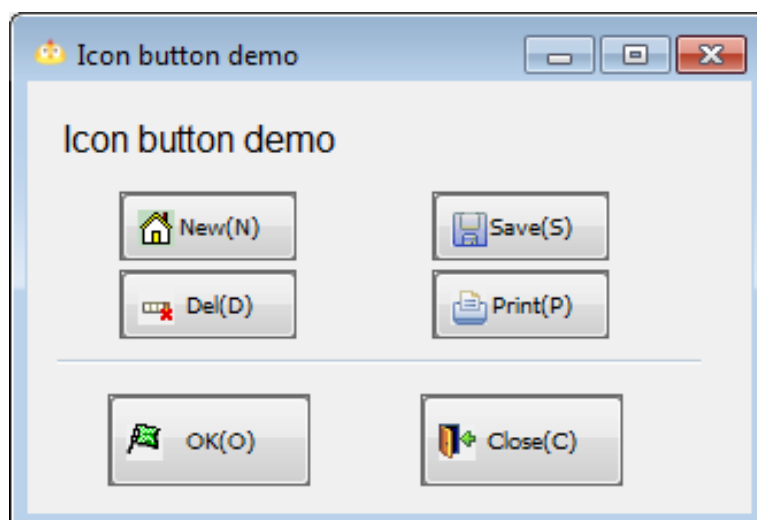 Icon button demo
Icon button demo
New(N) Save(S)
Del(D) Print(P)
OK(O) Close(C)